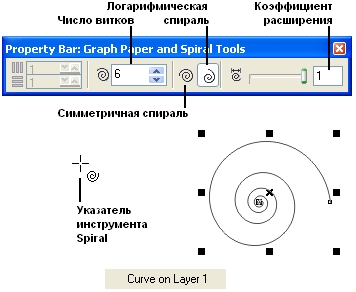 Логарифмическая
спираль
Коэффициент
расширения
Число витков
Property Bar: Graph Paper and Spiral Tools
1
1
6
1
Симметричная спираль
Указатель
инструмента
Spiral
Curve on Layer 1